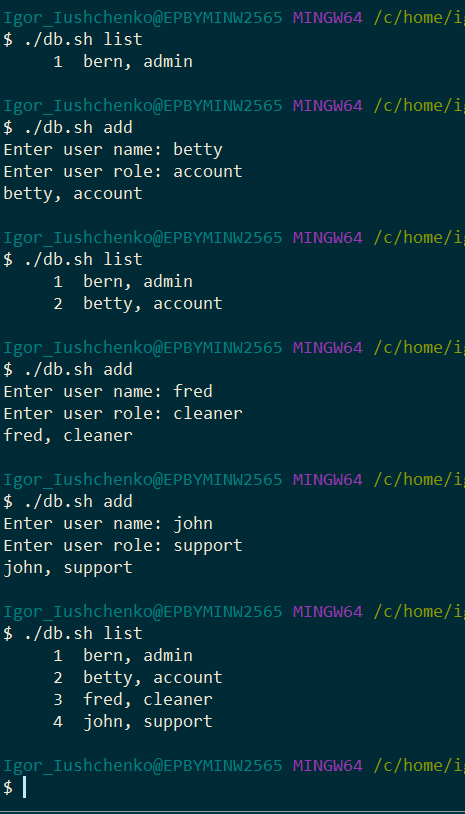 Igor_Iushchenko@EPBYMINW2565 MINGW64 /c/home/ig
$ ./db.sh list
     1  bern, admin

Igor_Iushchenko@EPBYMINW2565 MINGW64 /c/home/ig
$ ./db.sh add
Enter user name: betty
Enter user role: account
betty, account

Igor_Iushchenko@EPBYMINW2565 MINGW64 /c/home/ig
$ ./db.sh list
     1  bern, admin
     2  betty, account

Igor_Iushchenko@EPBYMINW2565 MINGW64 /c/home/ig
$ ./db.sh add
Enter user name: fred
Enter user role: cleaner
fred, cleaner

Igor_Iushchenko@EPBYMINW2565 MINGW64 /c/home/ig
$ ./db.sh add
Enter user name: john
Enter user role: support
john, support

Igor_Iushchenko@EPBYMINW2565 MINGW64 /c/home/ig
$ ./db.sh list
     1  bern, admin
     2  betty, account
     3  fred, cleaner
     4  john, support

Igor_Iushchenko@EPBYMINW2565 MINGW64 /c/home/ig
$